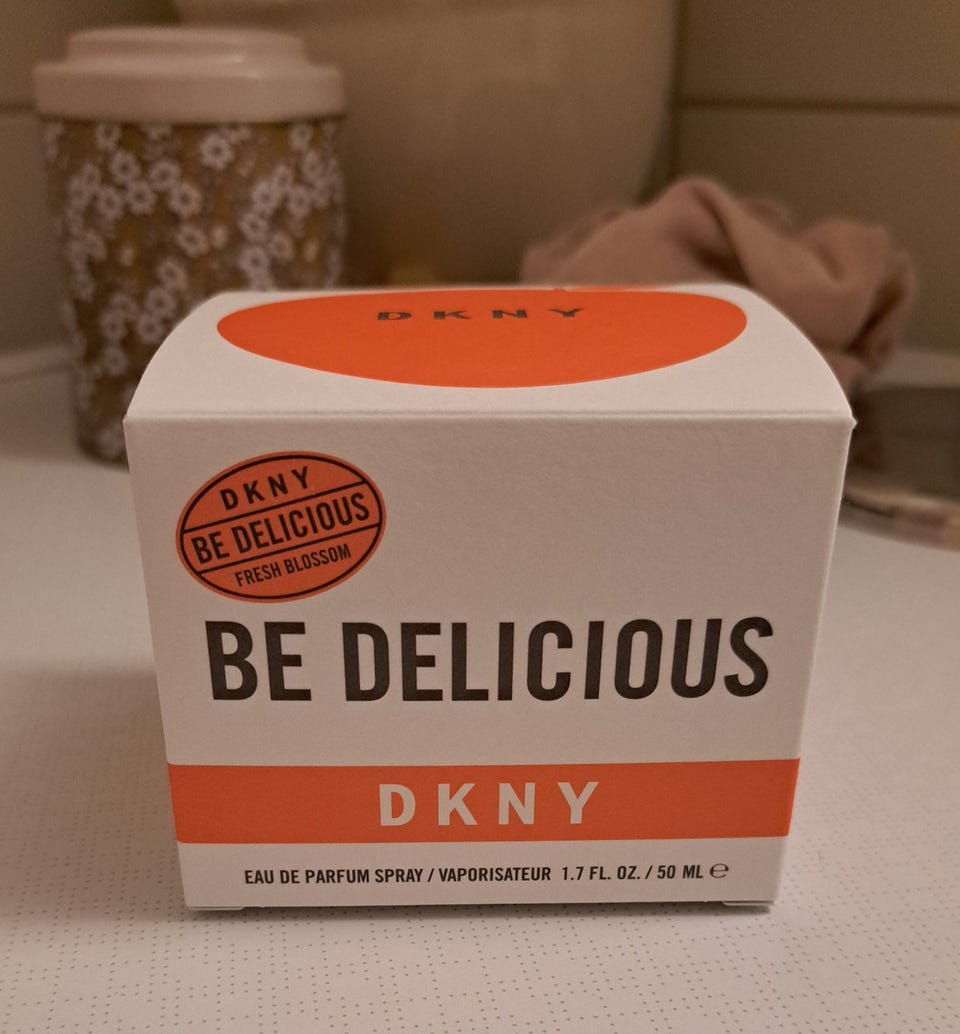 DKNY
DKNY
BE DELICIOUS
FRESH BLOSSOM
BE DELICIOUS
DKNY
EAU DE PARFUM SPRAY / VAPORISATEUR 1.7 FL. OZ. / 50 ML ℮